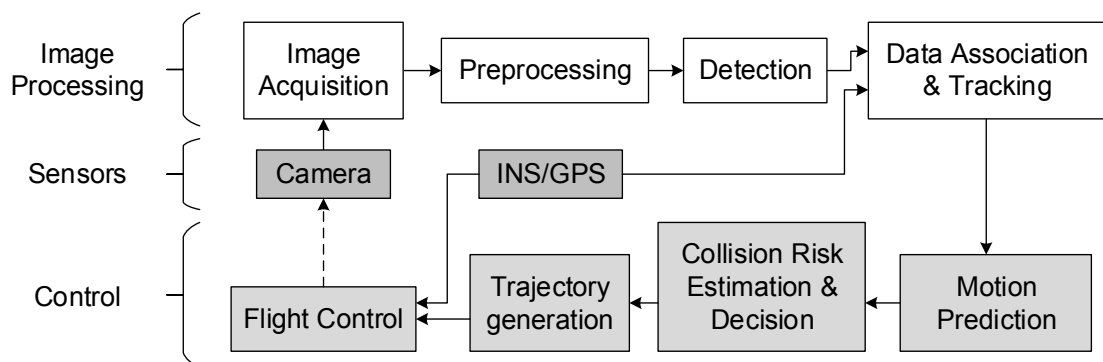 Image
Processing
Image
Acquisition
Preprocessing
Detection
Data Association
& Tracking
Sensors
Camera
INS/GPS
Control
Flight Control
Trajectory
generation
Collision Risk
Estimation &
Decision
Motion
Prediction